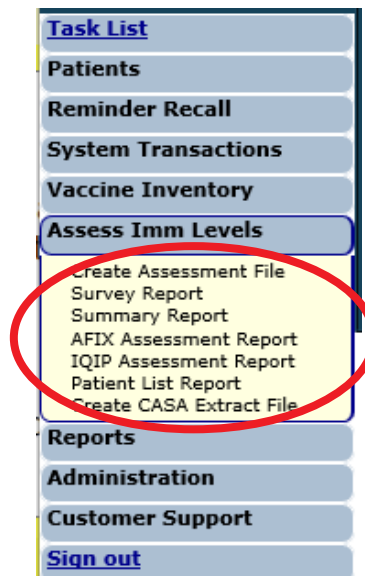 Task List
Patients
Reminder Recall
System Transactions
Vaccine Inventory
Assess Imm Levels
Create Assessment File
Survey Report
Summary Report
AFIX Assessment Report
IQIP Assessment Report
Patient List Report
Create CASA Extract File
Reports
Administration
Customer Support
Sign out